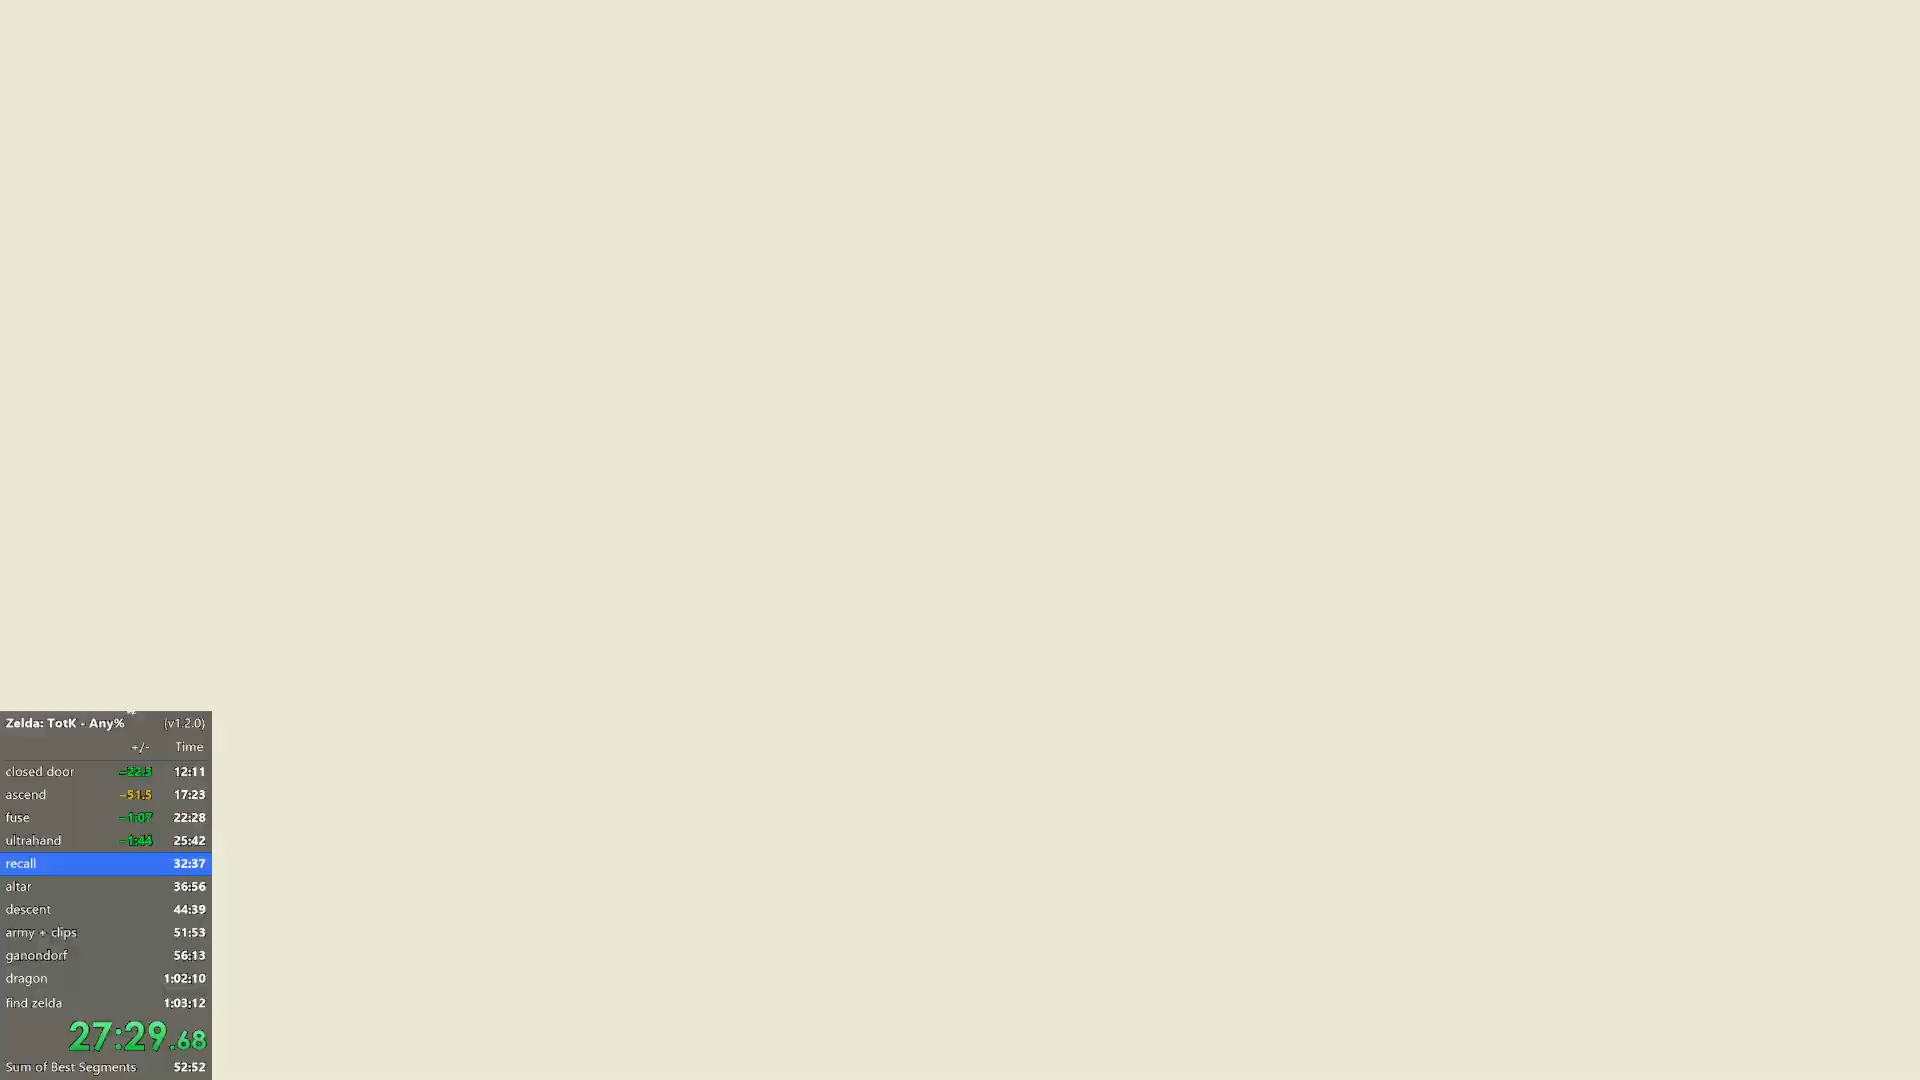 Zelda: TotK - Any% (v1.2.0)
+/- Time
closed door -22.3 12:11
ascend -51.5 17:23
fuse -1:07 22:28
ultrahand -1:44 25:42
recall 32:37
altar 36:56
descent 44:39
army + clips 51:53
ganondorf 56:13
dragon 1:02:10
find zelda 1:03:12
27:29.68
Sum of Best Segments 52:52